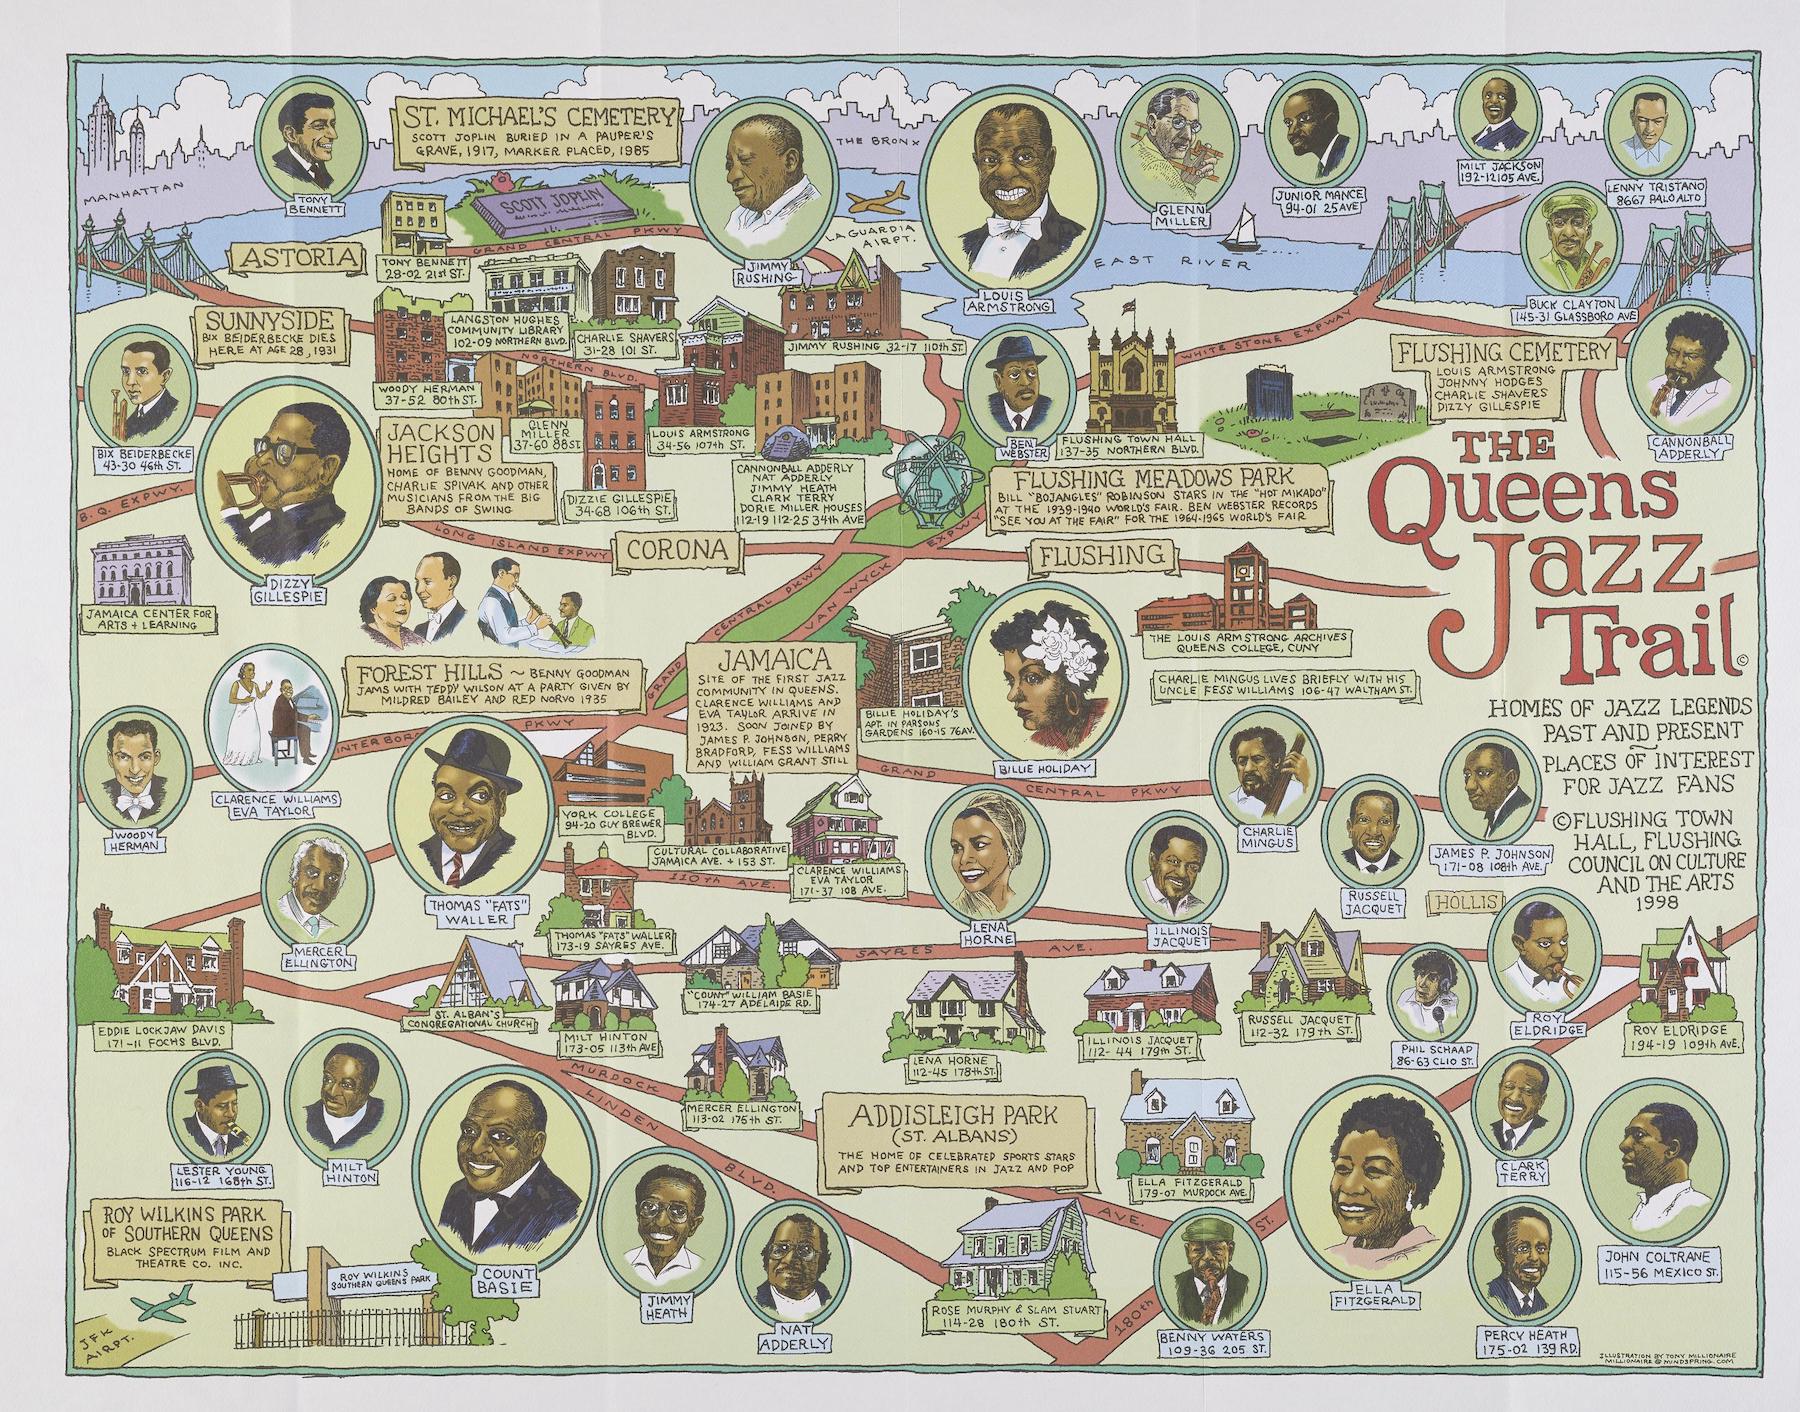 MANHATTAN
TONY
BENNETT
ST. MICHAEL'S CEMETERY
SCOTT JOPLIN BURIED IN A PAUPER'S
GRAVE, 1917, MARKER PLACED, 1985
SCOTT JOPLIN
GRAND CENTRAL PKWY
JIMMY
RUSHING
THE BRONX
LA GUARDIA
AIRPT.
LOUIS
ARMSTRONG
GLENN
MILLER
JUNIOR MANCE
94-01 25 AVE
MILT JACKSON
192-12 105 AVE.
LENNY TRISTANO
8667 PALO ALTO
EAST RIVER
BUCK CLAYTON
145-31 GLASSBORO AVE
ASTORIA
TONY BENNETT
28-02 21st ST.
SUNNYSIDE
BIX BEIDERBECKE DIES
HERE AT AGE 28, 1931
LANGSTON HUGHES
COMMUNITY LIBRARY
102-09 NORTHERN BLVD.
CHARLIE SHAVERS
31-28 101 ST.
JIMMY RUSHING 32-17 110th ST.
NORTHERN BLVD.
WOODY HERMAN
37-52 80th ST.
GLENN
MILLER
37-60 88 ST
LOUIS ARMSTRONG
34-56 107th ST.
WHITE STONE EXPWAY
BEN
WEBSTER
FLUSHING TOWN HALL
137-35 NORTHERN BLVD.
FLUSHING CEMETERY
LOUIS ARMSTRONG
JOHNNY HODGES
CHARLIE SHAVERS
DIZZY GILLESPIE
CANNONBALL
ADDERLY
BIX BEIDERBECKE
43-30 46th ST.
B. Q. EXPWY.
DIZZY
GILLESPIE
JACKSON
HEIGHTS
HOME OF BENNY GOODMAN,
CHARLIE SPIVAK AND OTHER
MUSICIANS FROM THE BIG
BANDS OF SWING
DIZZIE GILLESPIE
34-68 106th ST.
CANNONBALL ADDERLY
NAT ADDERLY
JIMMY HEATH
CLARK TERRY
DORIE MILLER HOUSES
112-19 112-25 34th AVE
FLUSHING MEADOWS PARK
BILL "BOJANGLES" ROBINSON STARS IN THE "HOT MIKADO"
AT THE 1939-1940 WORLD'S FAIR. BEN WEBSTER RECORDS
"SEE YOU AT THE FAIR" FOR THE 1964-1965 WORLD'S FAIR
THE
Queens
Jazz
Trail
©
LONG ISLAND EXPWY
CORONA
EXPWY
FLUSHING
JAMAICA CENTER FOR
ARTS + LEARNING
CENTRAL PKWY
VAN WYCK
GRAND
THE LOUIS ARMSTRONG ARCHIVES
QUEENS COLLEGE, CUNY
CHARLIE MINGUS LIVES BRIEFLY WITH HIS
UNCLE FESS WILLIAMS 106-47 WALTHAM ST.
FOREST HILLS ~ BENNY GOODMAN
JAMS WITH TEDDY WILSON AT A PARTY GIVEN BY
MILDRED BAILEY AND RED NORVO 1935
JAMAICA
SITE OF THE FIRST JAZZ
COMMUNITY IN QUEENS.
CLARENCE WILLIAMS AND
EVA TAYLOR ARRIVE IN
1923. SOON JOINED BY
JAMES P. JOHNSON, PERRY
BRADFORD, FESS WILLIAMS
AND WILLIAM GRANT STILL
BILLIE HOLIDAY'S
APT. IN PARSONS
GARDENS 160-15 76 AV.
BILLIE HOLIDAY
HOMES OF JAZZ LEGENDS
PAST AND PRESENT
~
PLACES OF INTEREST
FOR JAZZ FANS
© FLUSHING TOWN
HALL, FLUSHING
COUNCIL ON CULTURE
AND THE ARTS
1998
INTERBORO
PKWY
GRAND CENTRAL PKWY
WOODY
HERMAN
CLARENCE WILLIAMS
EVA TAYLOR
THOMAS "FATS"
WALLER
YORK COLLEGE
94-20 GUY BREWER
BLVD.
CULTURAL COLLABORATIVE
JAMAICA AVE. + 153 ST.
CLARENCE WILLIAMS
EVA TAYLOR
171-37 108 AVE.
CHARLIE
MINGUS
RUSSELL
JACQUET
JAMES P. JOHNSON
171-08 108th AVE.
HOLLIS
110th AVE.
MERCER
ELLINGTON
THOMAS "FATS" WALLER
173-19 SAYRES AVE.
LENA
HORNE
ILLINOIS
JACQUET
SAYRES AVE.
EDDIE LOCKJAW DAVIS
171-11 FOCHS BLVD.
ST. ALBAN'S
CONGREGATIONAL CHURCH
MILT HINTON
173-05 113th AVE
"COUNT" WILLIAM BASIE
174-27 ADELAIDE RD.
LENA HORNE
112-45 178th ST.
ILLINOIS JACQUET
112-44 179th ST.
RUSSELL JACQUET
112-32 179th ST.
PHIL SCHAAP
86-63 CLIO ST.
ROY
ELDRIDGE
ROY ELDRIDGE
194-19 109th AVE.
MURDOCK
LINDEN
BLVD.
MERCER ELLINGTON
113-02 175th ST.
ADDISLEIGH PARK
(ST. ALBANS)
THE HOME OF CELEBRATED SPORTS STARS
AND TOP ENTERTAINERS IN JAZZ AND POP
ELLA FITZGERALD
179-07 MURDOCK AVE.
LESTER YOUNG
116-12 168th ST.
MILT
HINTON
CLARK
TERRY
ROY WILKINS PARK
OF SOUTHERN QUEENS
BLACK SPECTRUM FILM AND
THEATRE CO. INC.
ROY WILKINS
SOUTHERN QUEENS PARK
COUNT
BASIE
JIMMY
HEATH
NAT
ADDERLY
AVE.
ST.
180th
ROSE MURPHY & SLAM STUART
114-28 180th ST.
BENNY WATERS
109-36 205 ST.
ELLA
FITZGERALD
PERCY HEATH
175-02 139 RD.
JOHN COLTRANE
115-56 MEXICO ST.
JFK
AIRPT.
ILLUSTRATION BY TONY MILLIONAIRE
MILLIONAIRE @ MINDSPRING.COM